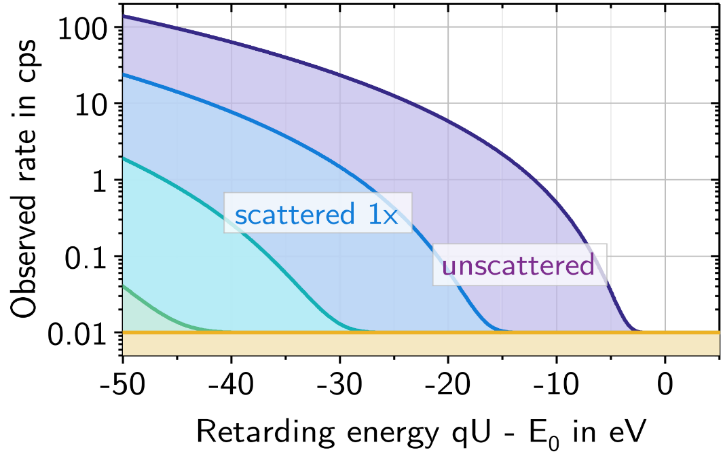 Observed rate in cps
100
10
1
0.1
0.01
scattered 1x
unscattered
-50 -40 -30 -20 -10 0
Retarding energy qU - E₀ in eV